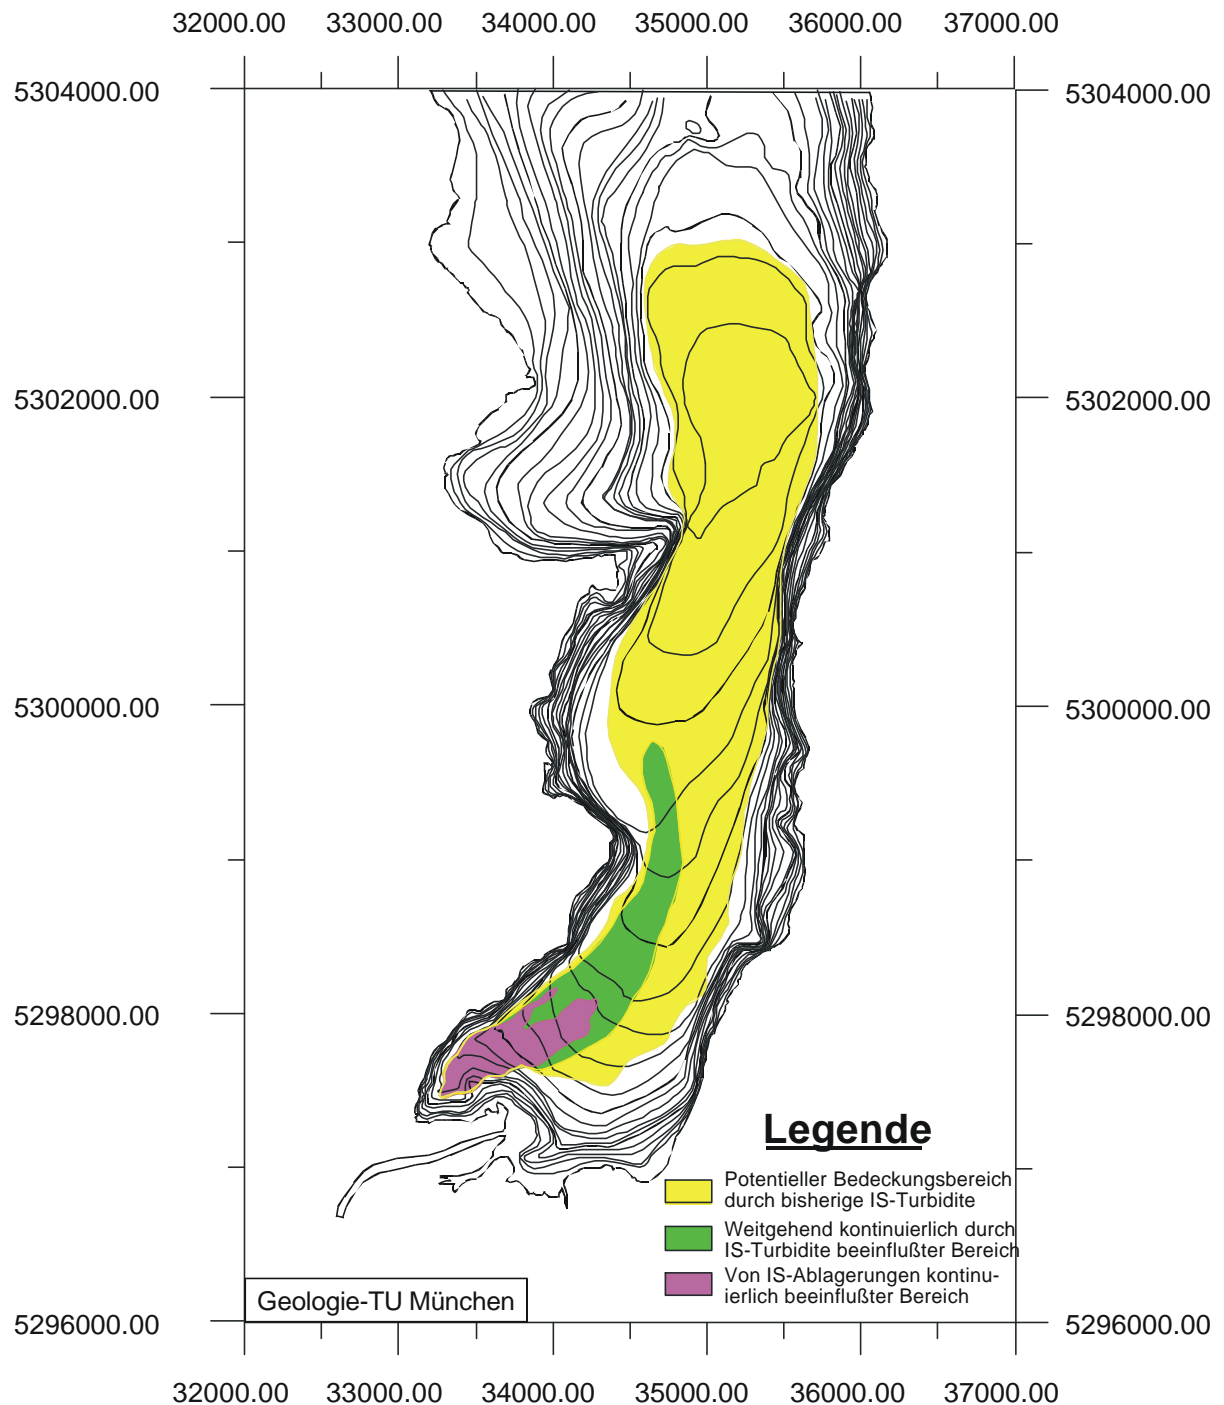 32000.00 33000.00 34000.00 35000.00 36000.00 37000.00
5304000.00 5304000.00
5302000.00 5302000.00
5300000.00 5300000.00
5298000.00 5298000.00
Legende
Potentieller Bedeckungsbereich
durch bisherige IS-Turbidite
Weitgehend kontinuierlich durch
IS-Turbidite beeinflußter Bereich
Von IS-Ablagerungen kontinu-
ierlich beeinflußter Bereich
Geologie-TU München
5296000.00 5296000.00
32000.00 33000.00 34000.00 35000.00 36000.00 37000.00